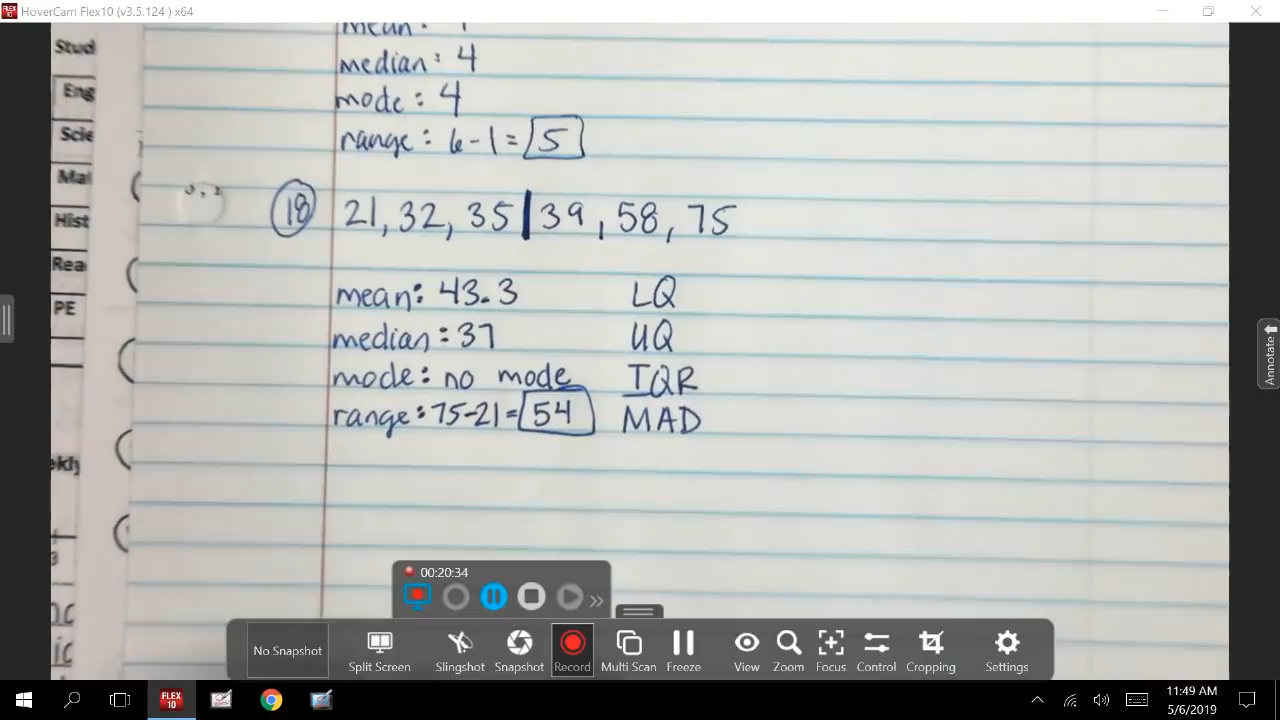 HoverCam Flex10 (v3.5.124 ) x64
mean:
median: 4
mode: 4
range: 6-1= 5
Stud
Eng
Scie
Mat
Hist
Rea
PE
18 21, 32, 35 39, 58, 75
mean: 43.3 LQ
median: 37 UQ
mode: no mode IQR
range: 75-21= 54 MAD
Annotate
00:20:34
No Snapshot
Split Screen
Slingshot
Snapshot
Record
Multi Scan
Freeze
View
Zoom
Focus
Control
Cropping
Settings
FLEX
10
11:49 AM
5/6/2019